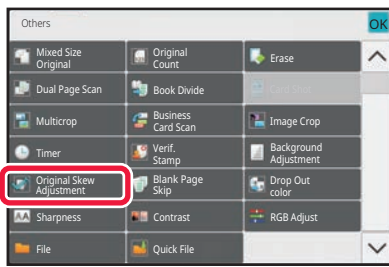 Others
OK
Mixed Size
Original
Original
Count
Erase
Dual Page Scan
Book Divide
Card Shot
Multicrop
Business
Card Scan
Image Crop
Timer
Verif.
Stamp
Background
Adjustment
Original Skew
Adjustment
Blank Page
Skip
Drop Out
color
Sharpness
Contrast
RGB Adjust
File
Quick File